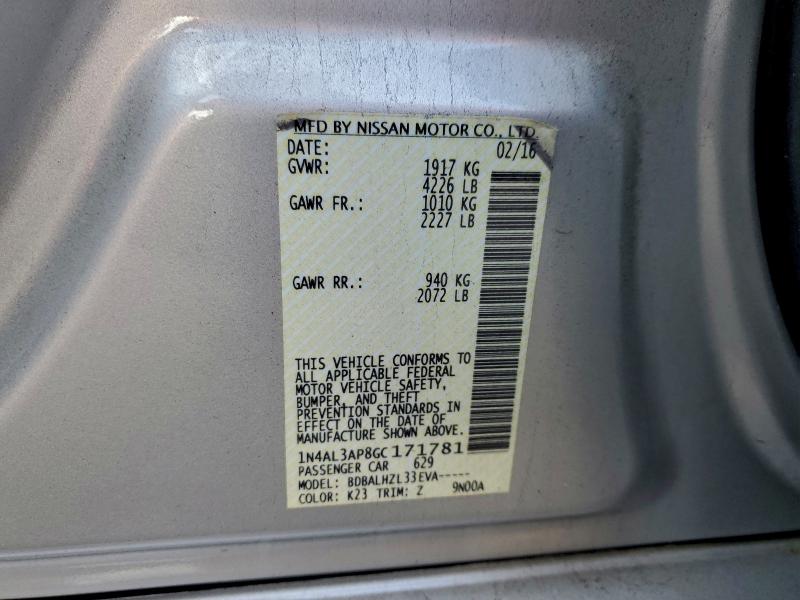 MFD BY NISSAN MOTOR CO., LTD.
DATE: 02/16
GVWR: 1917 KG
4226 LB
GAWR FR.: 1010 KG
2227 LB
GAWR RR.: 940 KG
2072 LB
THIS VEHICLE CONFORMS TO
ALL APPLICABLE FEDERAL
MOTOR VEHICLE SAFETY,
BUMPER, AND THEFT
PREVENTION STANDARDS IN
EFFECT ON THE DATE OF
MANUFACTURE SHOWN ABOVE.
1N4AL3AP8GC171781
PASSENGER CAR 629
MODEL: BDBALHZL33EVA-----
COLOR: K23 TRIM: Z 9N00A